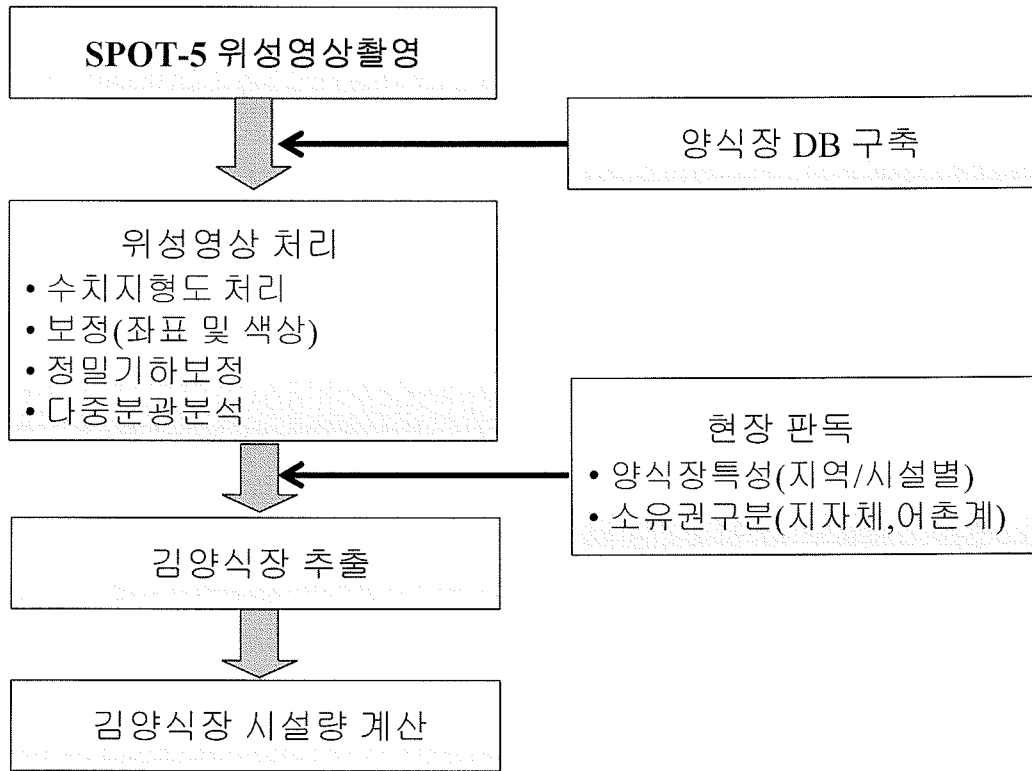 SPOT-5 위성영상촬영
양식장 DB 구축
위성영상 처리
• 수치지형도 처리
• 보정(좌표 및 색상)
• 정밀기하보정
• 다중분광분석
현장 판독
• 양식장특성(지역/시설별)
• 소유권구분(지자체,어촌계)
김양식장 추출
김양식장 시설량 계산